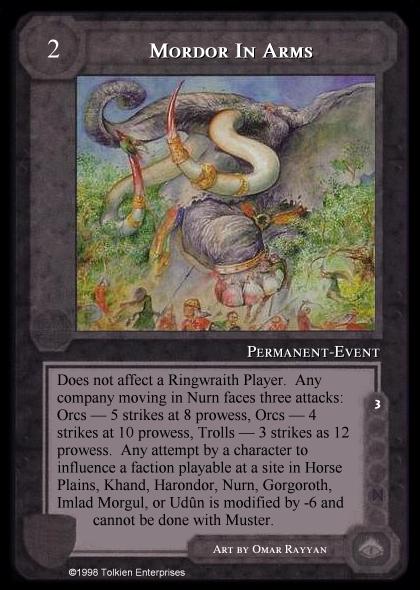 2
Mordor In Arms
Permanent-Event
Does not affect a Ringwraith Player. Any
company moving in Nurn faces three attacks:
Orcs — 5 strikes at 8 prowess, Orcs — 4
strikes at 10 prowess, Trolls — 3 strikes as 12
prowess. Any attempt by a character to
influence a faction playable at a site in Horse
Plains, Khand, Harondor, Nurn, Gorgoroth,
Imlad Morgul, or Udûn is modified by -6 and
cannot be done with Muster.
3
Art by Omar Rayyan
©1998 Tolkien Enterprises